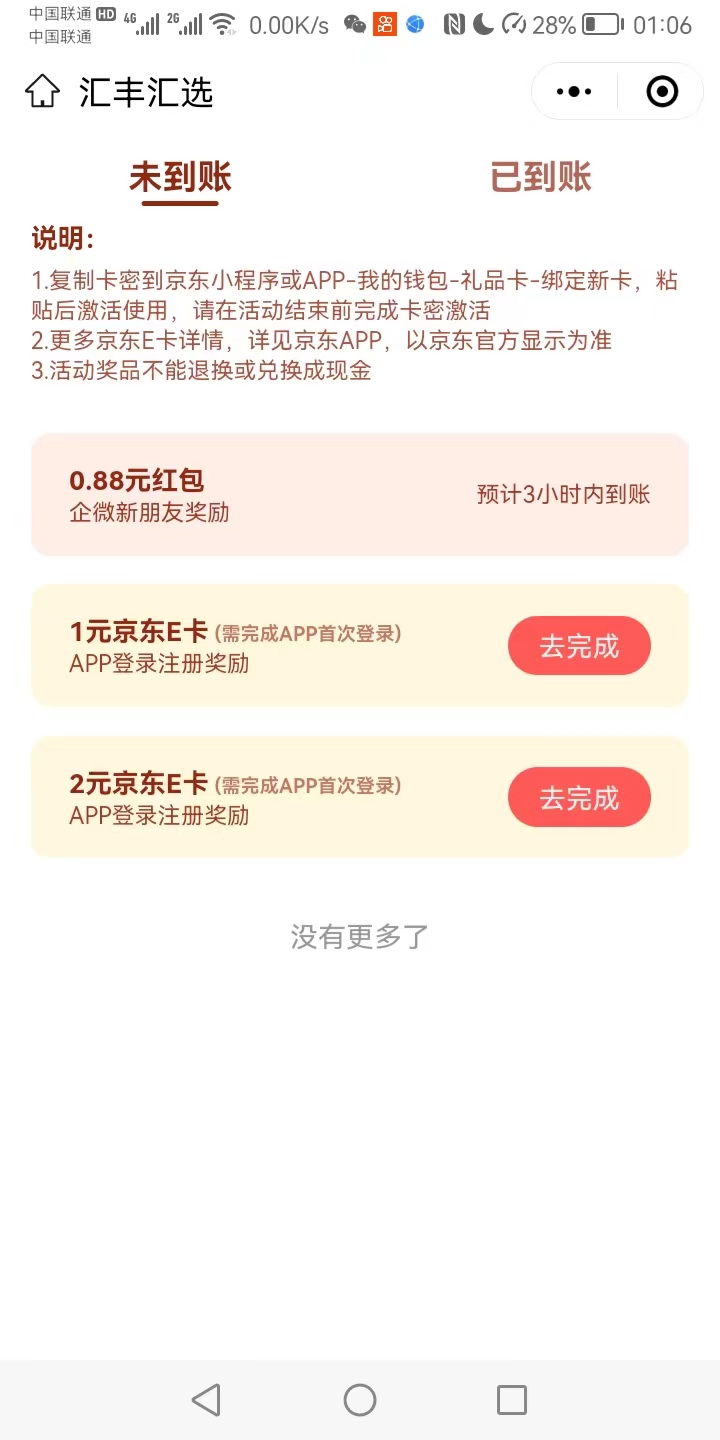 中国联通 HD 4G 2G 0.00K/s 28% 01:06
中国联通
汇丰汇选
未到账 已到账
说明：
1.复制卡密到京东小程序或APP-我的钱包-礼品卡-绑定新卡，粘
贴后激活使用，请在活动结束前完成卡密激活
2.更多京东E卡详情，详见京东APP，以京东官方显示为准
3.活动奖品不能退换或兑换成现金
0.88元红包
企微新朋友奖励
预计3小时内到账
1元京东E卡 (需完成APP首次登录)
APP登录注册奖励
去完成
2元京东E卡 (需完成APP首次登录)
APP登录注册奖励
去完成
没有更多了